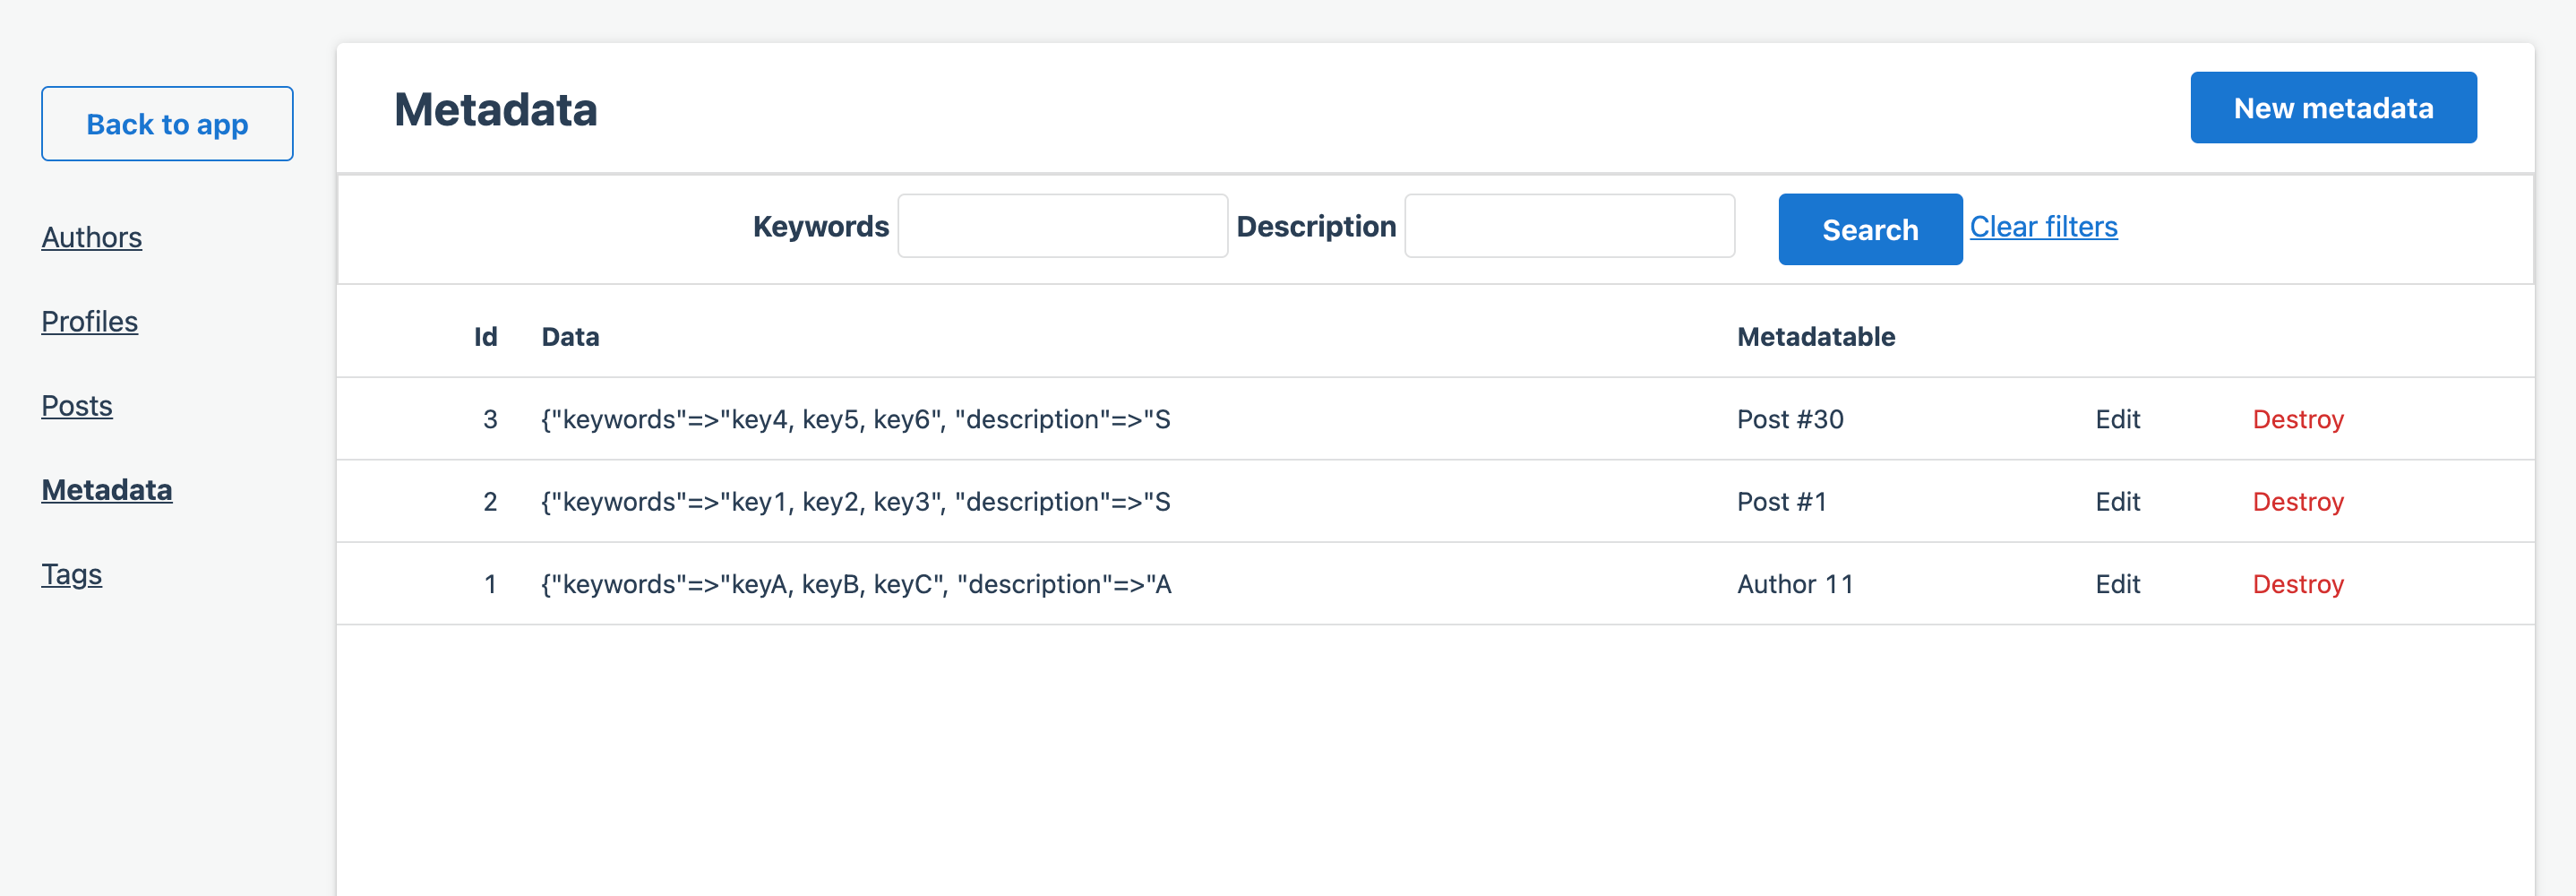 Back to app
Authors
Profiles
Posts
Metadata
Tags
Metadata
New metadata
Keywords Description Search Clear filters
Id Data Metadatable
3 {"keywords"=>"key4, key5, key6", "description"=>"S Post #30 Edit Destroy
2 {"keywords"=>"key1, key2, key3", "description"=>"S Post #1 Edit Destroy
1 {"keywords"=>"keyA, keyB, keyC", "description"=>"A Author 11 Edit Destroy